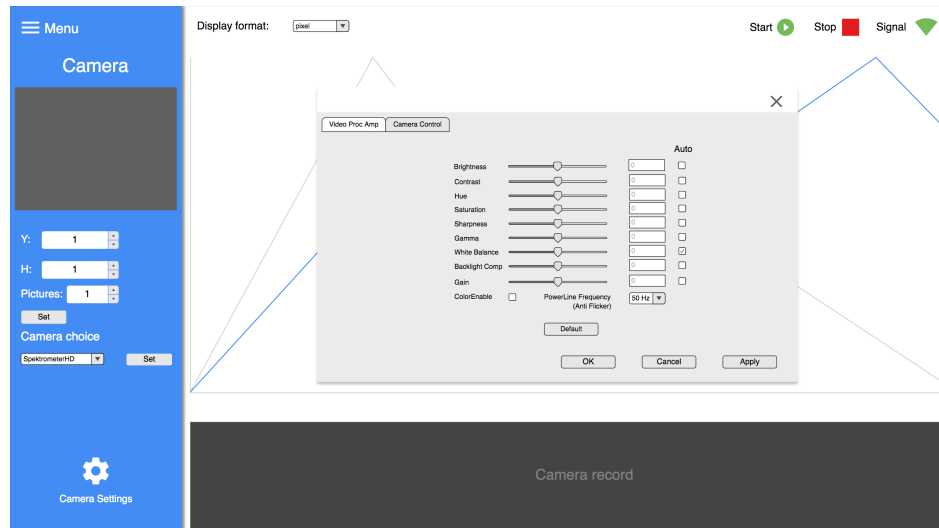 Menu
Display format: pixel
Start Stop Signal
Camera
Video Proc Amp Camera Control
Auto
Brightness 0
Contrast 0
Hue 0
Saturation 0
Sharpness 0
Gamma 0
White Balance 0
Backlight Comp 0
Gain 0
ColorEnable PowerLine Frequency 50 Hz
(Anti Flicker)
Default
OK Cancel Apply
Y: 1
H: 1
Pictures: 1
Set
Camera choice
SpektrometerHD Set
Camera Settings
Camera record